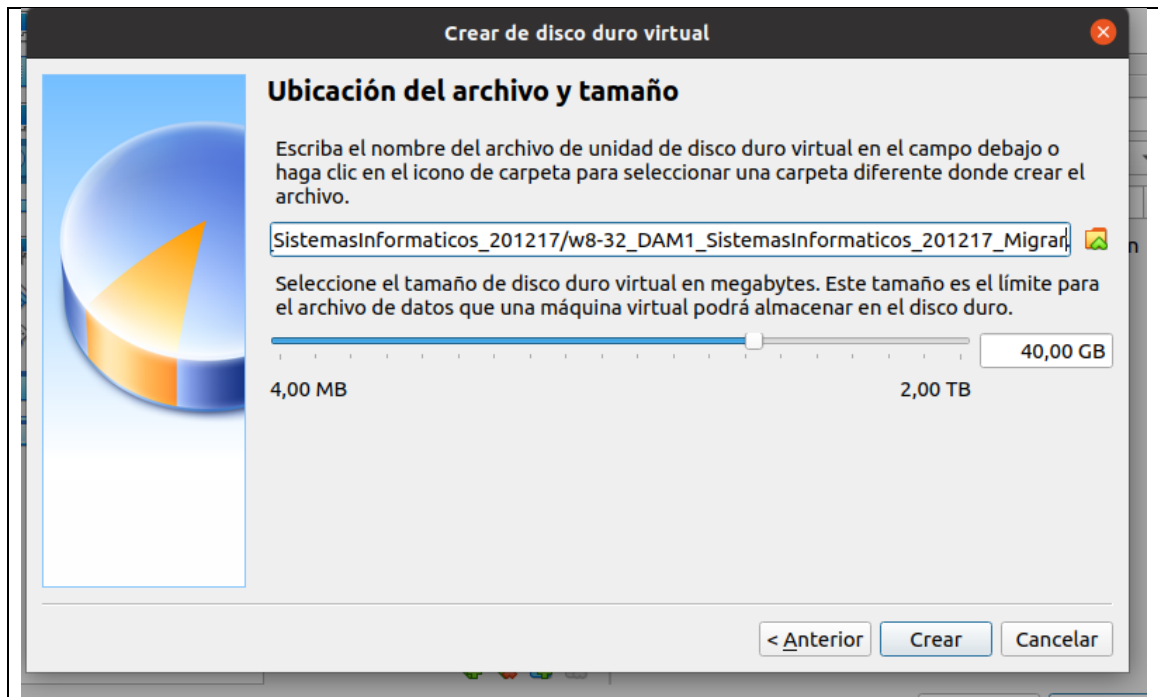 Crear de disco duro virtual
Ubicación del archivo y tamaño
Escriba el nombre del archivo de unidad de disco duro virtual en el campo debajo o
haga clic en el icono de carpeta para seleccionar una carpeta diferente donde crear el
archivo.
SistemasInformaticos_201217/w8-32_DAM1_SistemasInformaticos_201217_Migrar.
n
Seleccione el tamaño de disco duro virtual en megabytes. Este tamaño es el límite para
el archivo de datos que una máquina virtual podrá almacenar en el disco duro.
40,00 GB
4,00 MB 2,00 TB
< Anterior Crear Cancelar